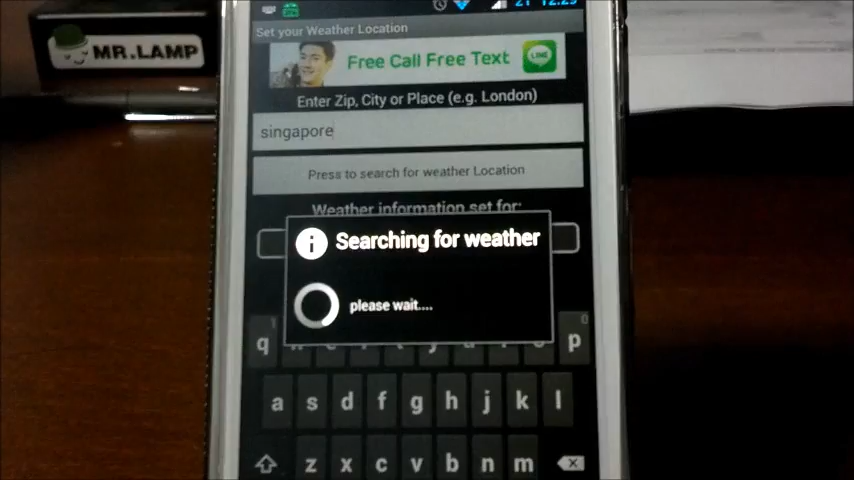 MR.LAMP
Set your Weather Location
Free Call Free Text
LINE
Enter Zip, City or Place (e.g. London)
singapore
Press to search for weather Location
Weather information set for:
Searching for weather
please wait....
q p
a s d f g h j k l
z x c v b n m